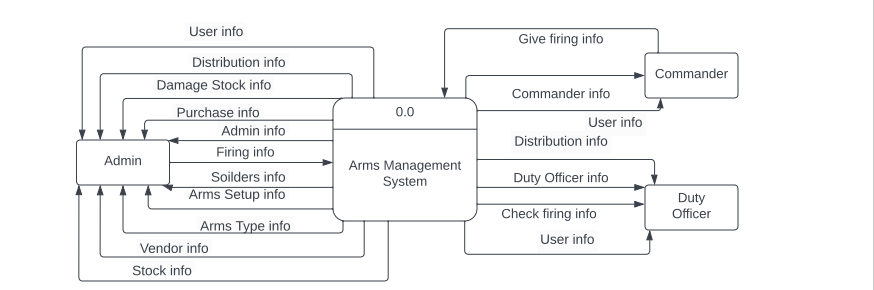 User info
Give firing info
Distribution info
Commander
Damage Stock info
Commander info
Purchase info
0.0
User info
Admin info
Distribution info
Firing info
Admin
Arms Management
System
Soilders info
Duty Officer info
Arms Setup info
Duty
Officer
Check firing info
Arms Type info
User info
Vendor info
Stock info